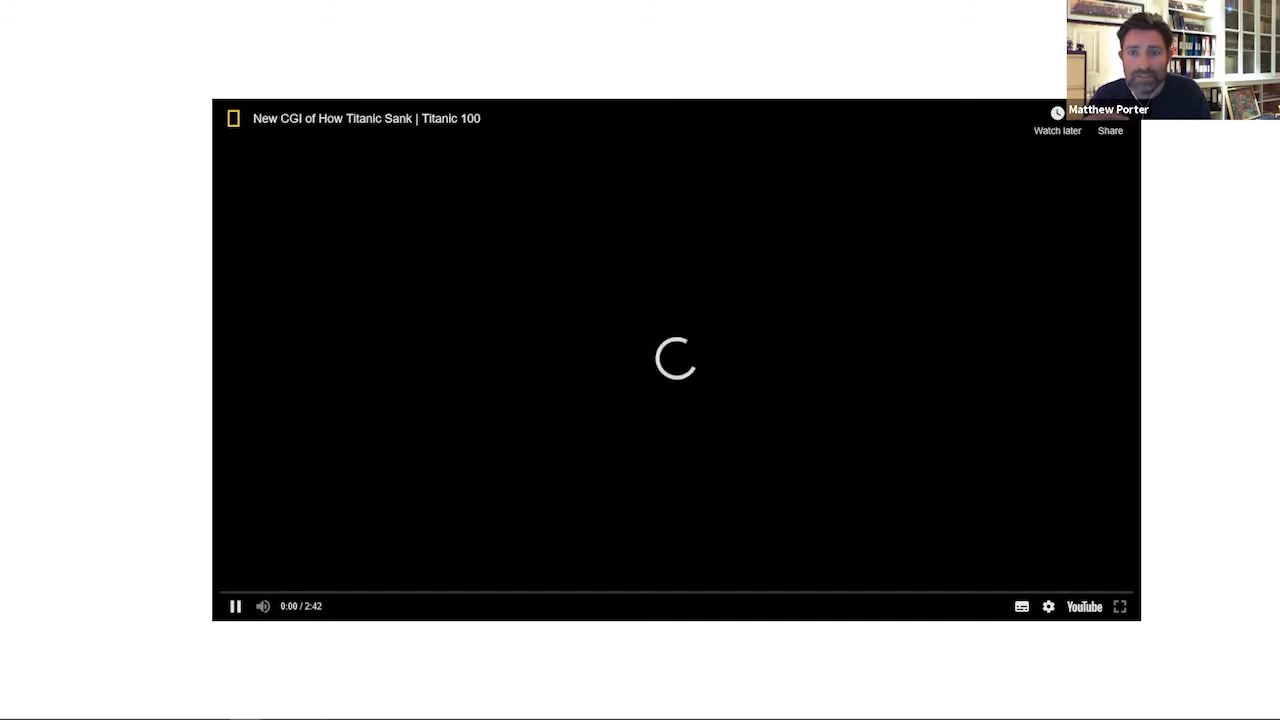 New CGI of How Titanic Sank | Titanic 100
Matthew Porter
Watch later
Share
0:00 / 2:42
YouTube